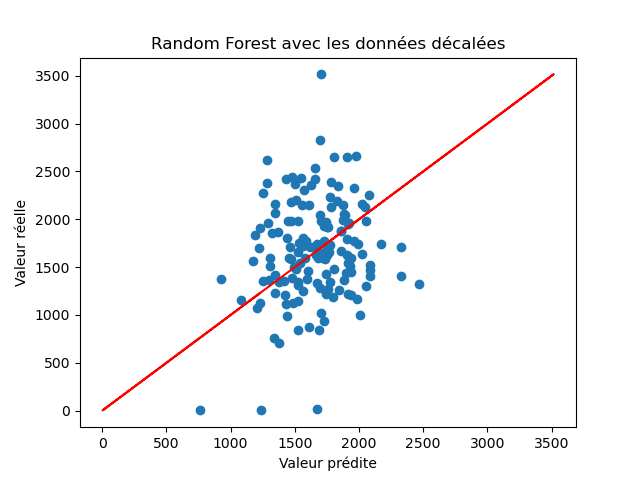 Random Forest avec les données décalées
Valeur réelle
3500
3000
2500
2000
1500
1000
500
0
0 500 1000 1500 2000 2500 3000 3500
Valeur prédite